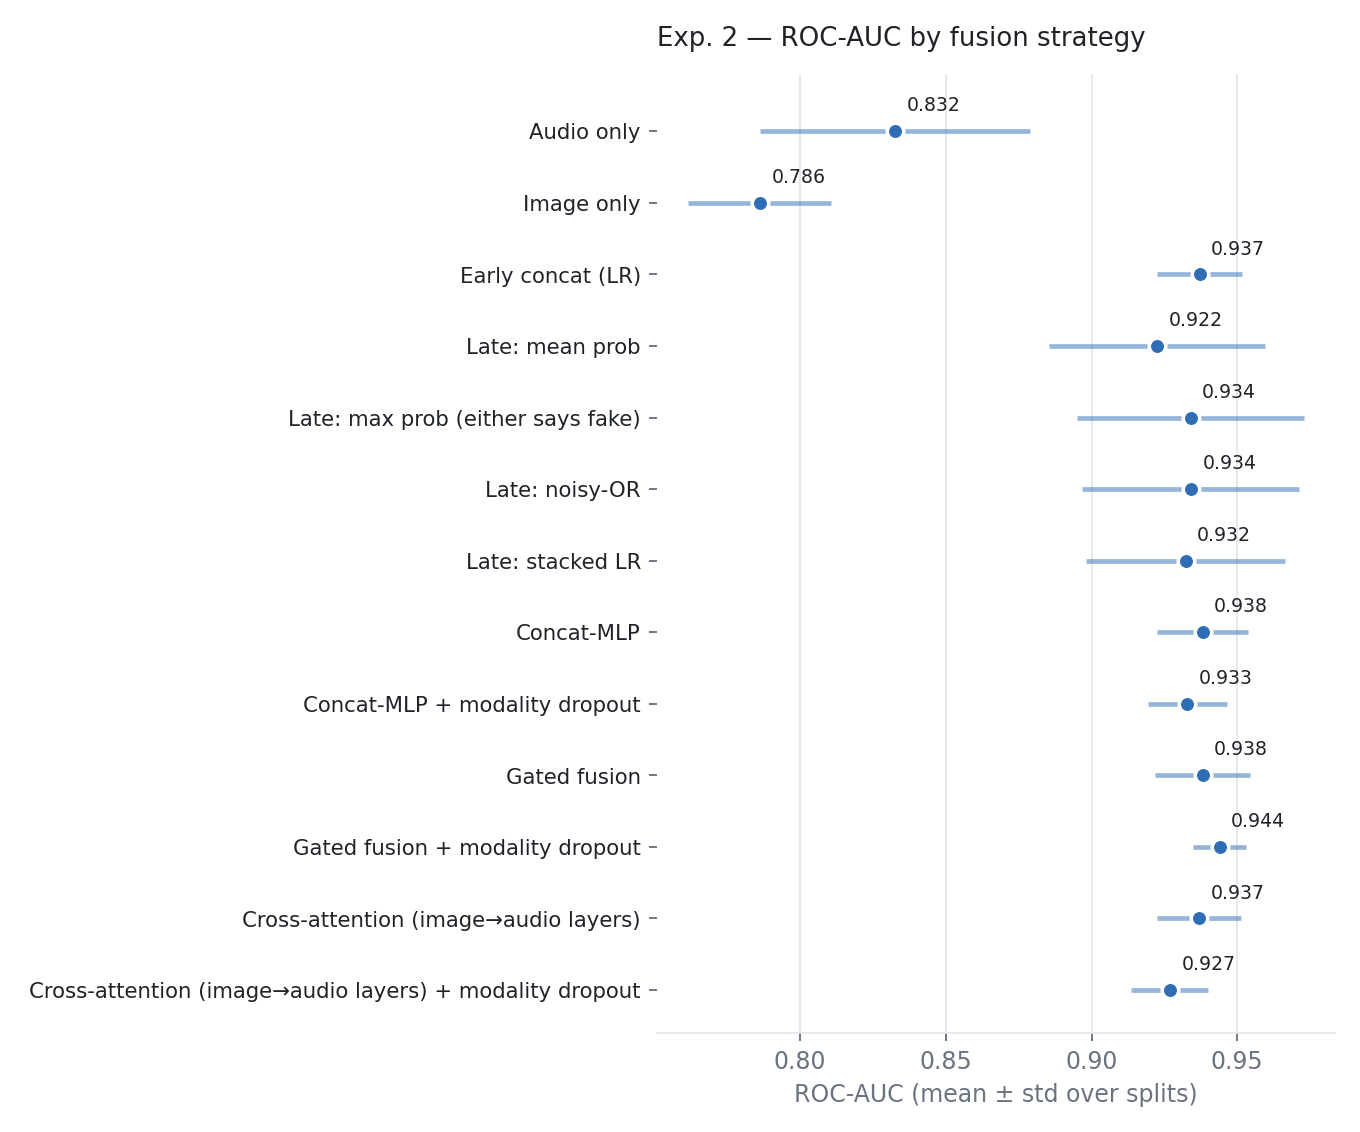 Exp. 2 — ROC-AUC by fusion strategy
Audio only
0.832
Image only
0.786
Early concat (LR)
0.937
Late: mean prob
0.922
Late: max prob (either says fake)
0.934
Late: noisy-OR
0.934
Late: stacked LR
0.932
Concat-MLP
0.938
Concat-MLP + modality dropout
0.933
Gated fusion
0.938
Gated fusion + modality dropout
0.944
Cross-attention (image→audio layers)
0.937
Cross-attention (image→audio layers) + modality dropout
0.927
0.80 0.85 0.90 0.95
ROC-AUC (mean ± std over splits)